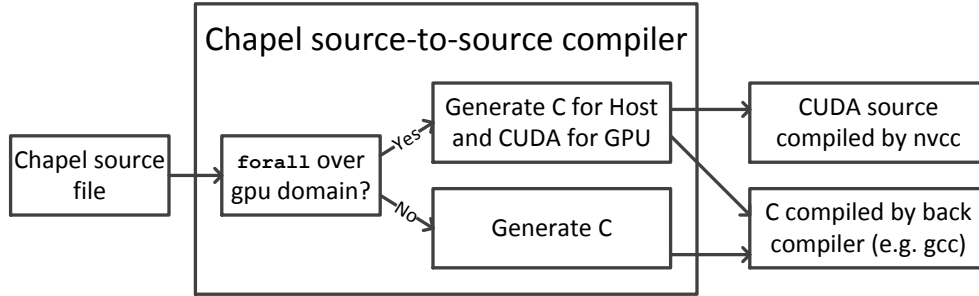 Chapel source-to-source compiler
Chapel source
file
forall over
gpu domain?
Yes
No
Generate C for Host
and CUDA for GPU
Generate C
CUDA source
compiled by nvcc
C compiled by back
compiler (e.g. gcc)